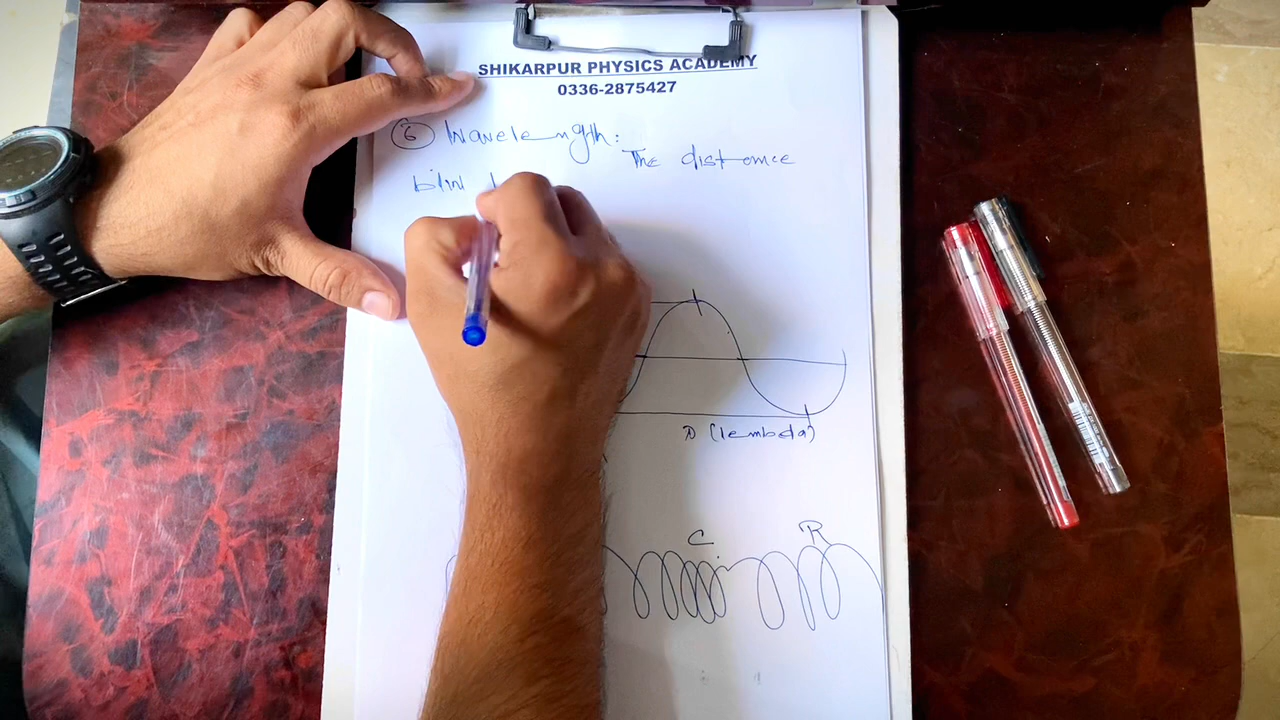 SHIKARPUR PHYSICS ACADEMY
0336-2875427
6 Wavelength:
The distance
b/w
λ (lembda)
C R